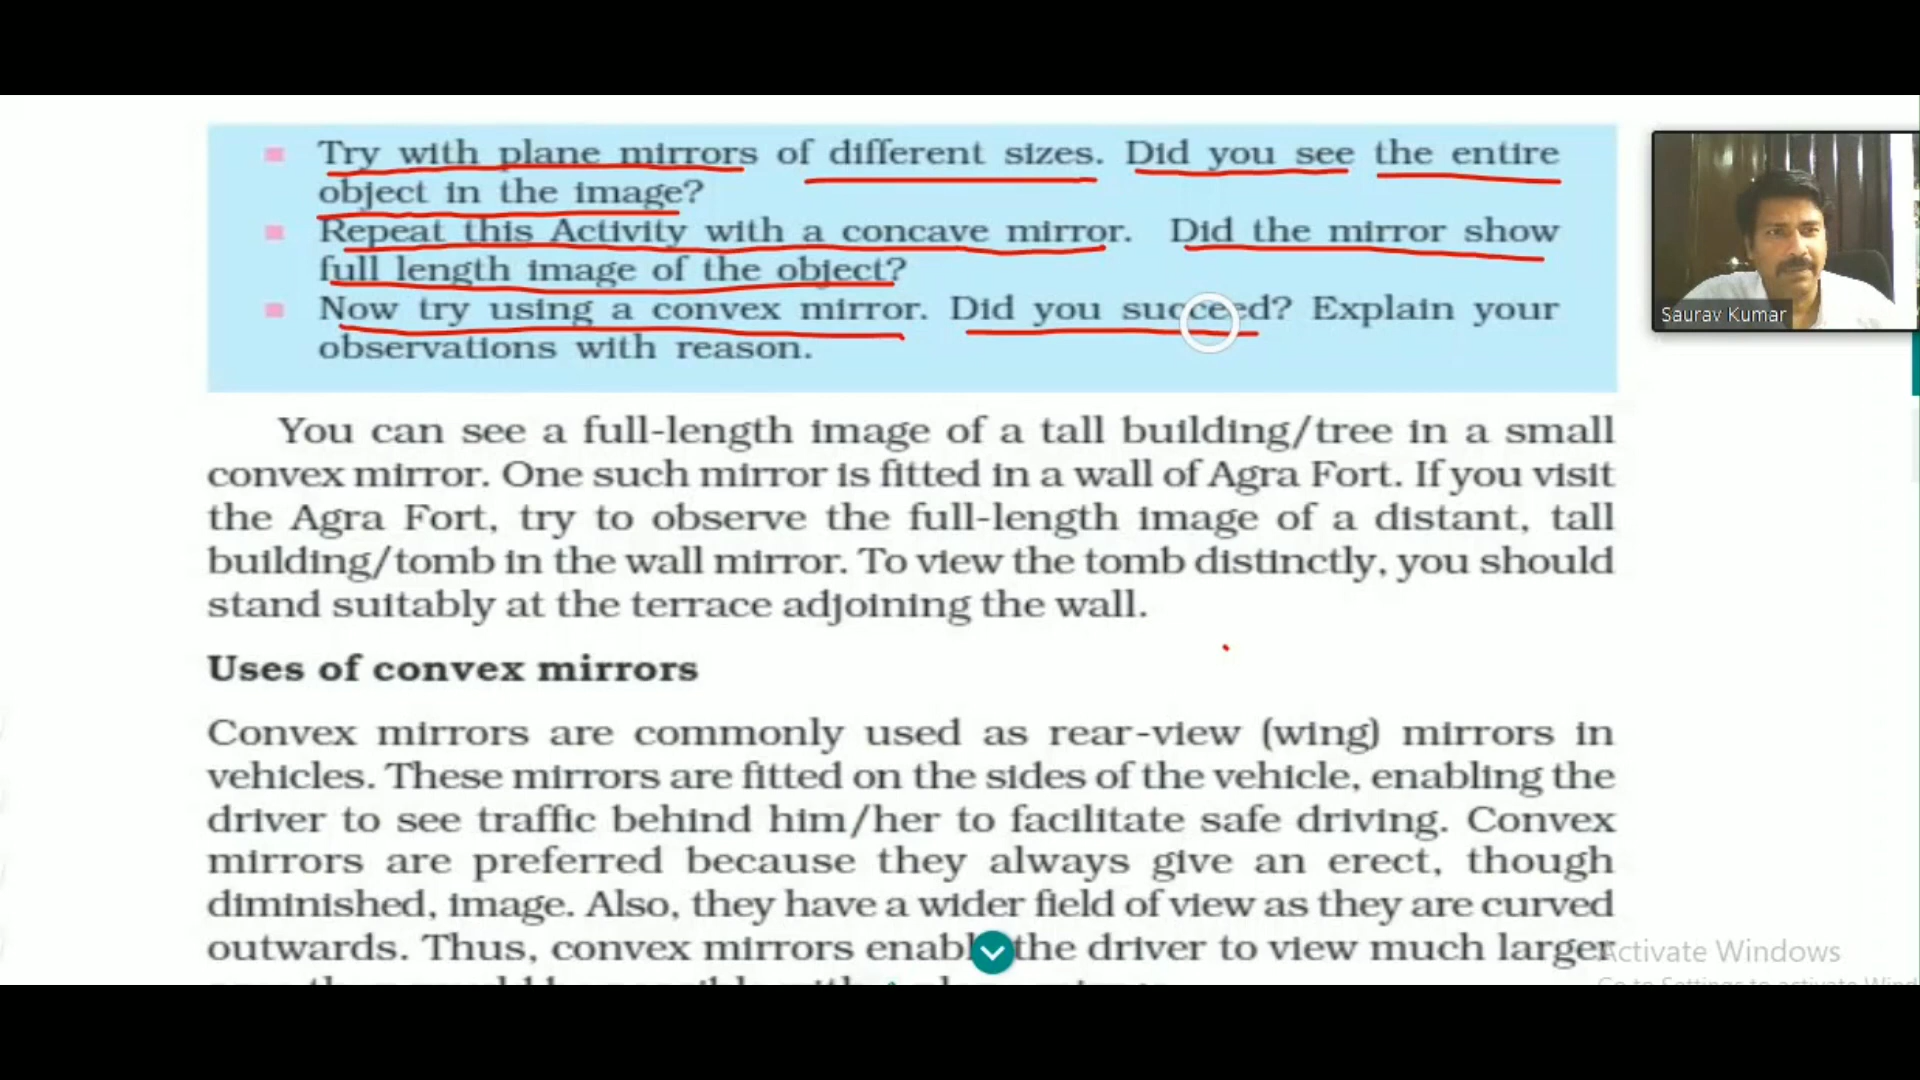 Try with plane mirrors of different sizes. Did you see the entire
object in the image?
Repeat this Activity with a concave mirror. Did the mirror show
full length image of the object?
Now try using a convex mirror. Did you succeed? Explain your
observations with reason.
You can see a full-length image of a tall building/tree in a small
convex mirror. One such mirror is fitted in a wall of Agra Fort. If you visit
the Agra Fort, try to observe the full-length image of a distant, tall
building/tomb in the wall mirror. To view the tomb distinctly, you should
stand suitably at the terrace adjoining the wall.
Uses of convex mirrors
Convex mirrors are commonly used as rear-view (wing) mirrors in
vehicles. These mirrors are fitted on the sides of the vehicle, enabling the
driver to see traffic behind him/her to facilitate safe driving. Convex
mirrors are preferred because they always give an erect, though
diminished, image. Also, they have a wider field of view as they are curved
outwards. Thus, convex mirrors enabl the driver to view much larger
Saurav Kumar
Activate Windows